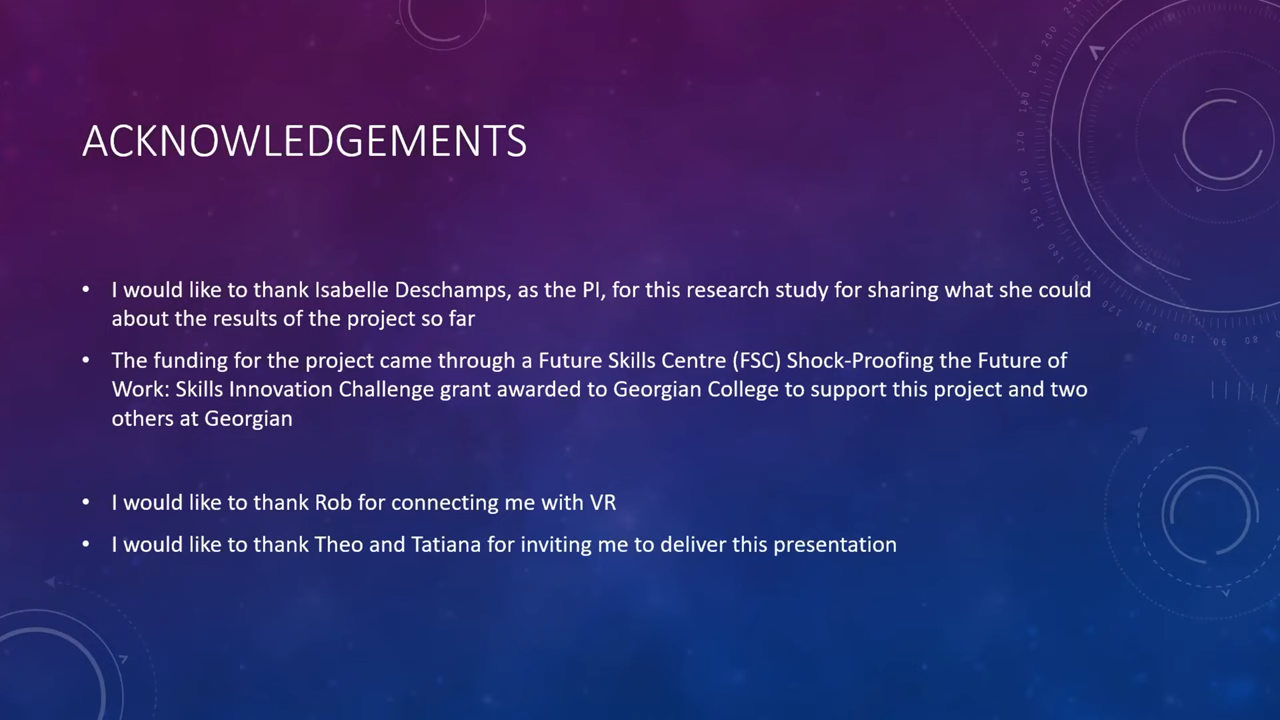 ACKNOWLEDGEMENTS
• I would like to thank Isabelle Deschamps, as the PI, for this research study for sharing what she could
about the results of the project so far
• The funding for the project came through a Future Skills Centre (FSC) Shock-Proofing the Future of
Work: Skills Innovation Challenge grant awarded to Georgian College to support this project and two
others at Georgian
• I would like to thank Rob for connecting me with VR
• I would like to thank Theo and Tatiana for inviting me to deliver this presentation